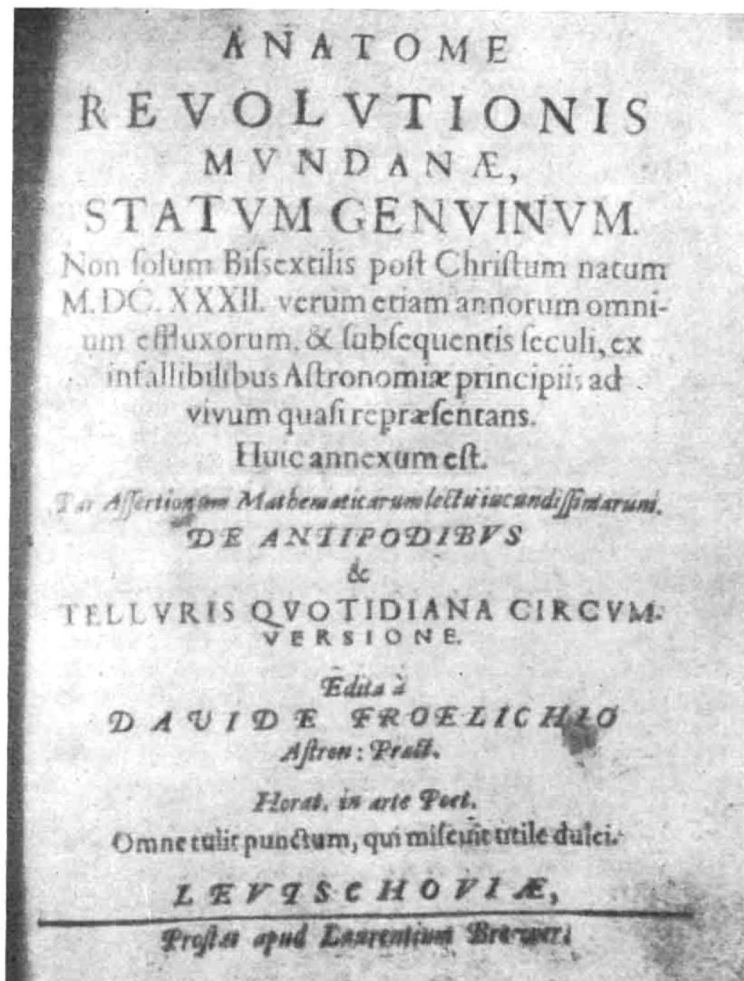 ANATOME
REVOLVTIONIS
MVNDANÆ,
STATVM GENVINVM.
Non ſolum Biſsextilis poſt Chriſtum natum
M.DC.XXXII. verum etiam annorum omni-
um effluxorum, & ſubſequentis ſeculi, ex
infallibilibus Aſtronomiæ principiis ad
vivum quaſi repræſentans.
Huic annexum eſt.
Par Aſſertionum Mathematicarum lectu iucundiſſimarum.
DE ANTIPODIBVS
&
TELLVRIS QVOTIDIANA CIRCVM-
VERSIONE.
Edita à
DAVIDE FROELICHIO
Aſtron: Pract.
Horat. in arte Poet.
Omne tulit punctum, qui miſcuit utile dulci.
LEVTSCHOVIÆ,
Proſtat apud Laurentium Brewer.